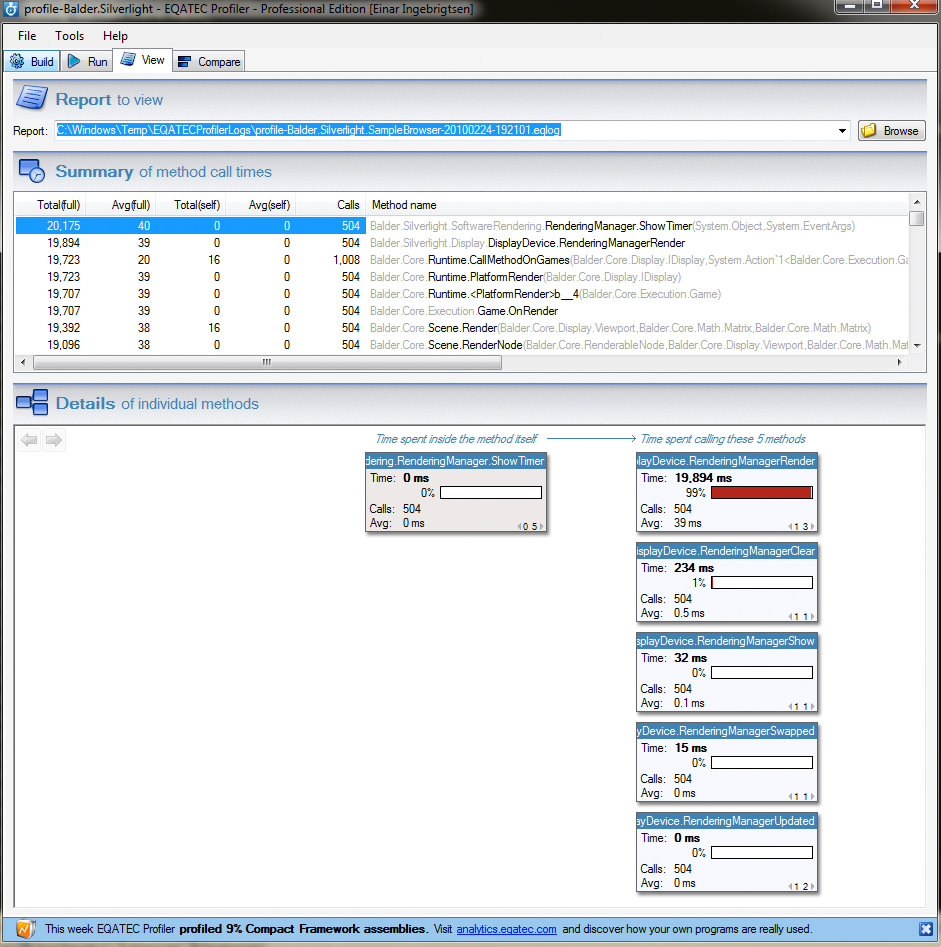 profile-Balder.Silverlight - EQATEC Profiler - Professional Edition [Einar Ingebrigtsen]
File Tools Help
Build Run View Compare
Report to view
Report: C:\Windows\Temp\EQATECProfilerLogs\profile-Balder.Silverlight.SampleBrowser-20100224-192101.eqlog Browse
Summary of method call times
Total(full) Avg(full) Total(self) Avg(self) Calls Method name
20,175 40 0 0 504 Balder.Silverlight.SoftwareRendering.RenderingManager.ShowTimer(System.Object,System.EventArgs)
19,894 39 0 0 504 Balder.Silverlight.Display.DisplayDevice.RenderingManagerRender
19,723 20 16 0 1,008 Balder.Core.Runtime.CallMethodOnGames(Balder.Core.Display.IDisplay,System.Action`1<Balder.Core.Execution.Ga
19,723 39 0 0 504 Balder.Core.Runtime.PlatformRender(Balder.Core.Display.IDisplay)
19,707 39 0 0 504 Balder.Core.Runtime.<PlatformRender>b__4(Balder.Core.Execution.Game)
19,707 39 0 0 504 Balder.Core.Execution.Game.OnRender
19,392 38 16 0 504 Balder.Core.Scene.Render(Balder.Core.Display.Viewport,Balder.Core.Math.Matrix,Balder.Core.Math.Matrix)
19,096 38 0 0 504 Balder.Core.Scene.RenderNode(Balder.Core.RenderableNode,Balder.Core.Display.Viewport,Balder.Core.Math.Mat
Details of individual methods
Time spent inside the method itself Time spent calling these 5 methods
dering.RenderingManager.ShowTimer
Time: 0 ms
0%
Calls: 504
Avg: 0 ms 0 5
layDevice.RenderingManagerRender
Time: 19,894 ms
99%
Calls: 504
Avg: 39 ms 1 3
isplayDevice.RenderingManagerClear
Time: 234 ms
1%
Calls: 504
Avg: 0.5 ms 1 1
splayDevice.RenderingManagerShow
Time: 32 ms
0%
Calls: 504
Avg: 0.1 ms 1 1
yDevice.RenderingManagerSwapped
Time: 15 ms
0%
Calls: 504
Avg: 0 ms 1 1
ayDevice.RenderingManagerUpdated
Time: 0 ms
0%
Calls: 504
Avg: 0 ms 1 2
This week EQATEC Profiler profiled 9% Compact Framework assemblies. Visit analytics.eqatec.com and discover how your own programs are really used.